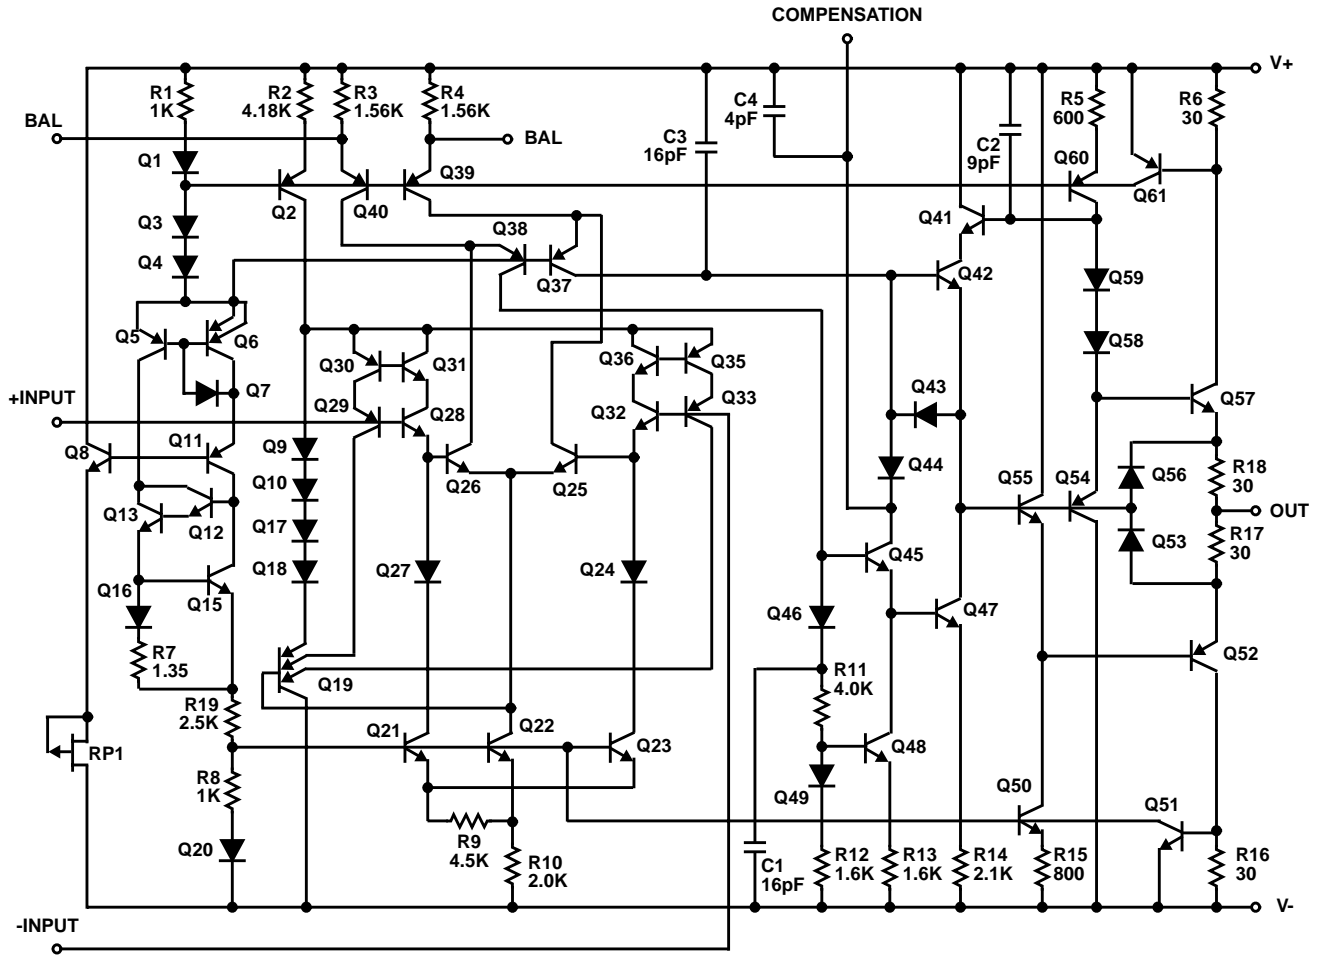 COMPENSATION
V+
R1
1K
R2
4.18K
R3
1.56K
R4
1.56K
C4
4pF
C3
16pF
C2
9pF
R5
600
R6
30
BAL
BAL
Q1
Q2
Q40
Q39
Q60
Q61
Q3
Q4
Q38
Q37
Q41
Q42
Q59
Q58
Q5
Q6
Q7
Q30
Q31
Q36
Q35
Q43
Q57
+INPUT
Q29
Q28
Q32
Q33
Q8
Q11
Q9
Q10
Q26
Q25
Q44
Q55
Q54
Q56
R18
30
OUT
Q13
Q12
Q17
Q18
Q53
R17
30
Q16
Q15
Q27
Q24
Q45
Q46
Q47
R7
1.35
Q19
R11
4.0K
Q52
R19
2.5K
RP1
Q21
Q22
Q23
Q48
R8
1K
Q49
Q50
Q51
Q20
R9
4.5K
R10
2.0K
C1
16pF
R12
1.6K
R13
1.6K
R14
2.1K
R15
800
R16
30
V-
-INPUT